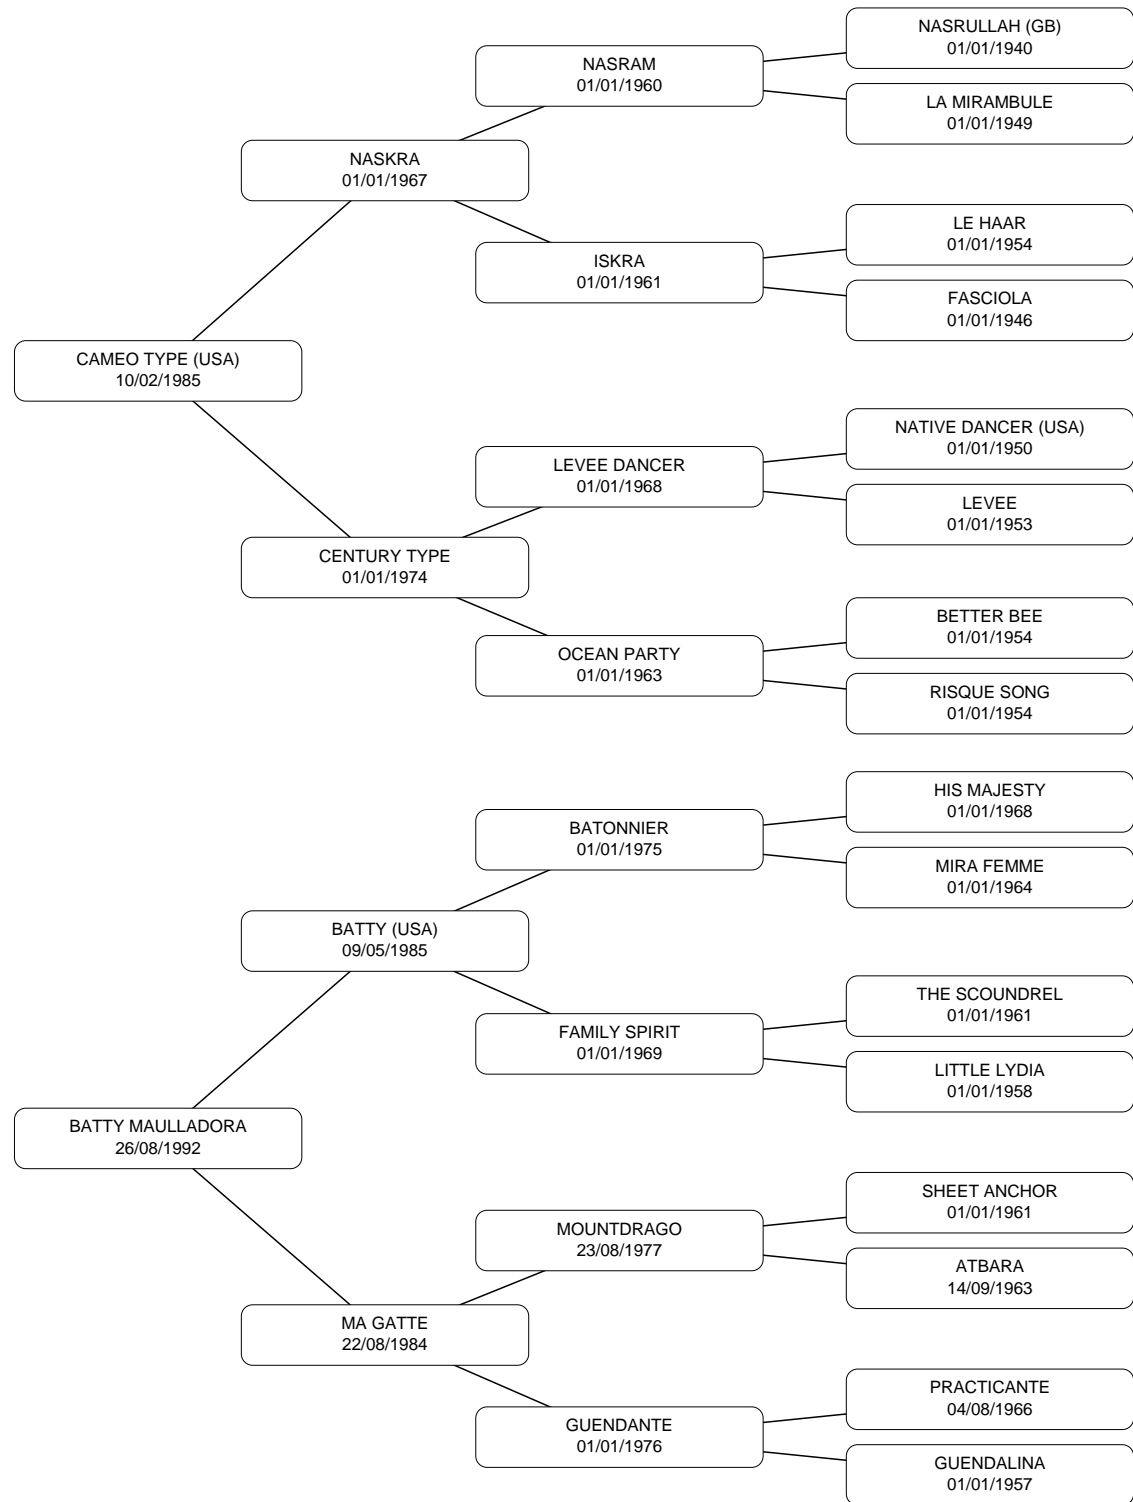 NASRULLAH (GB)
01/01/1940
NASRAM
01/01/1960
LA MIRAMBULE
01/01/1949
NASKRA
01/01/1967
LE HAAR
01/01/1954
ISKRA
01/01/1961
FASCIOLA
01/01/1946
CAMEO TYPE (USA)
10/02/1985
NATIVE DANCER (USA)
01/01/1950
LEVEE DANCER
01/01/1968
LEVEE
01/01/1953
CENTURY TYPE
01/01/1974
BETTER BEE
01/01/1954
OCEAN PARTY
01/01/1963
RISQUE SONG
01/01/1954
HIS MAJESTY
01/01/1968
BATONNIER
01/01/1975
MIRA FEMME
01/01/1964
BATTY (USA)
09/05/1985
THE SCOUNDREL
01/01/1961
FAMILY SPIRIT
01/01/1969
LITTLE LYDIA
01/01/1958
BATTY MAULLADORA
26/08/1992
SHEET ANCHOR
01/01/1961
MOUNTDRAGO
23/08/1977
ATBARA
14/09/1963
MA GATTE
22/08/1984
PRACTICANTE
04/08/1966
GUENDANTE
01/01/1976
GUENDALINA
01/01/1957